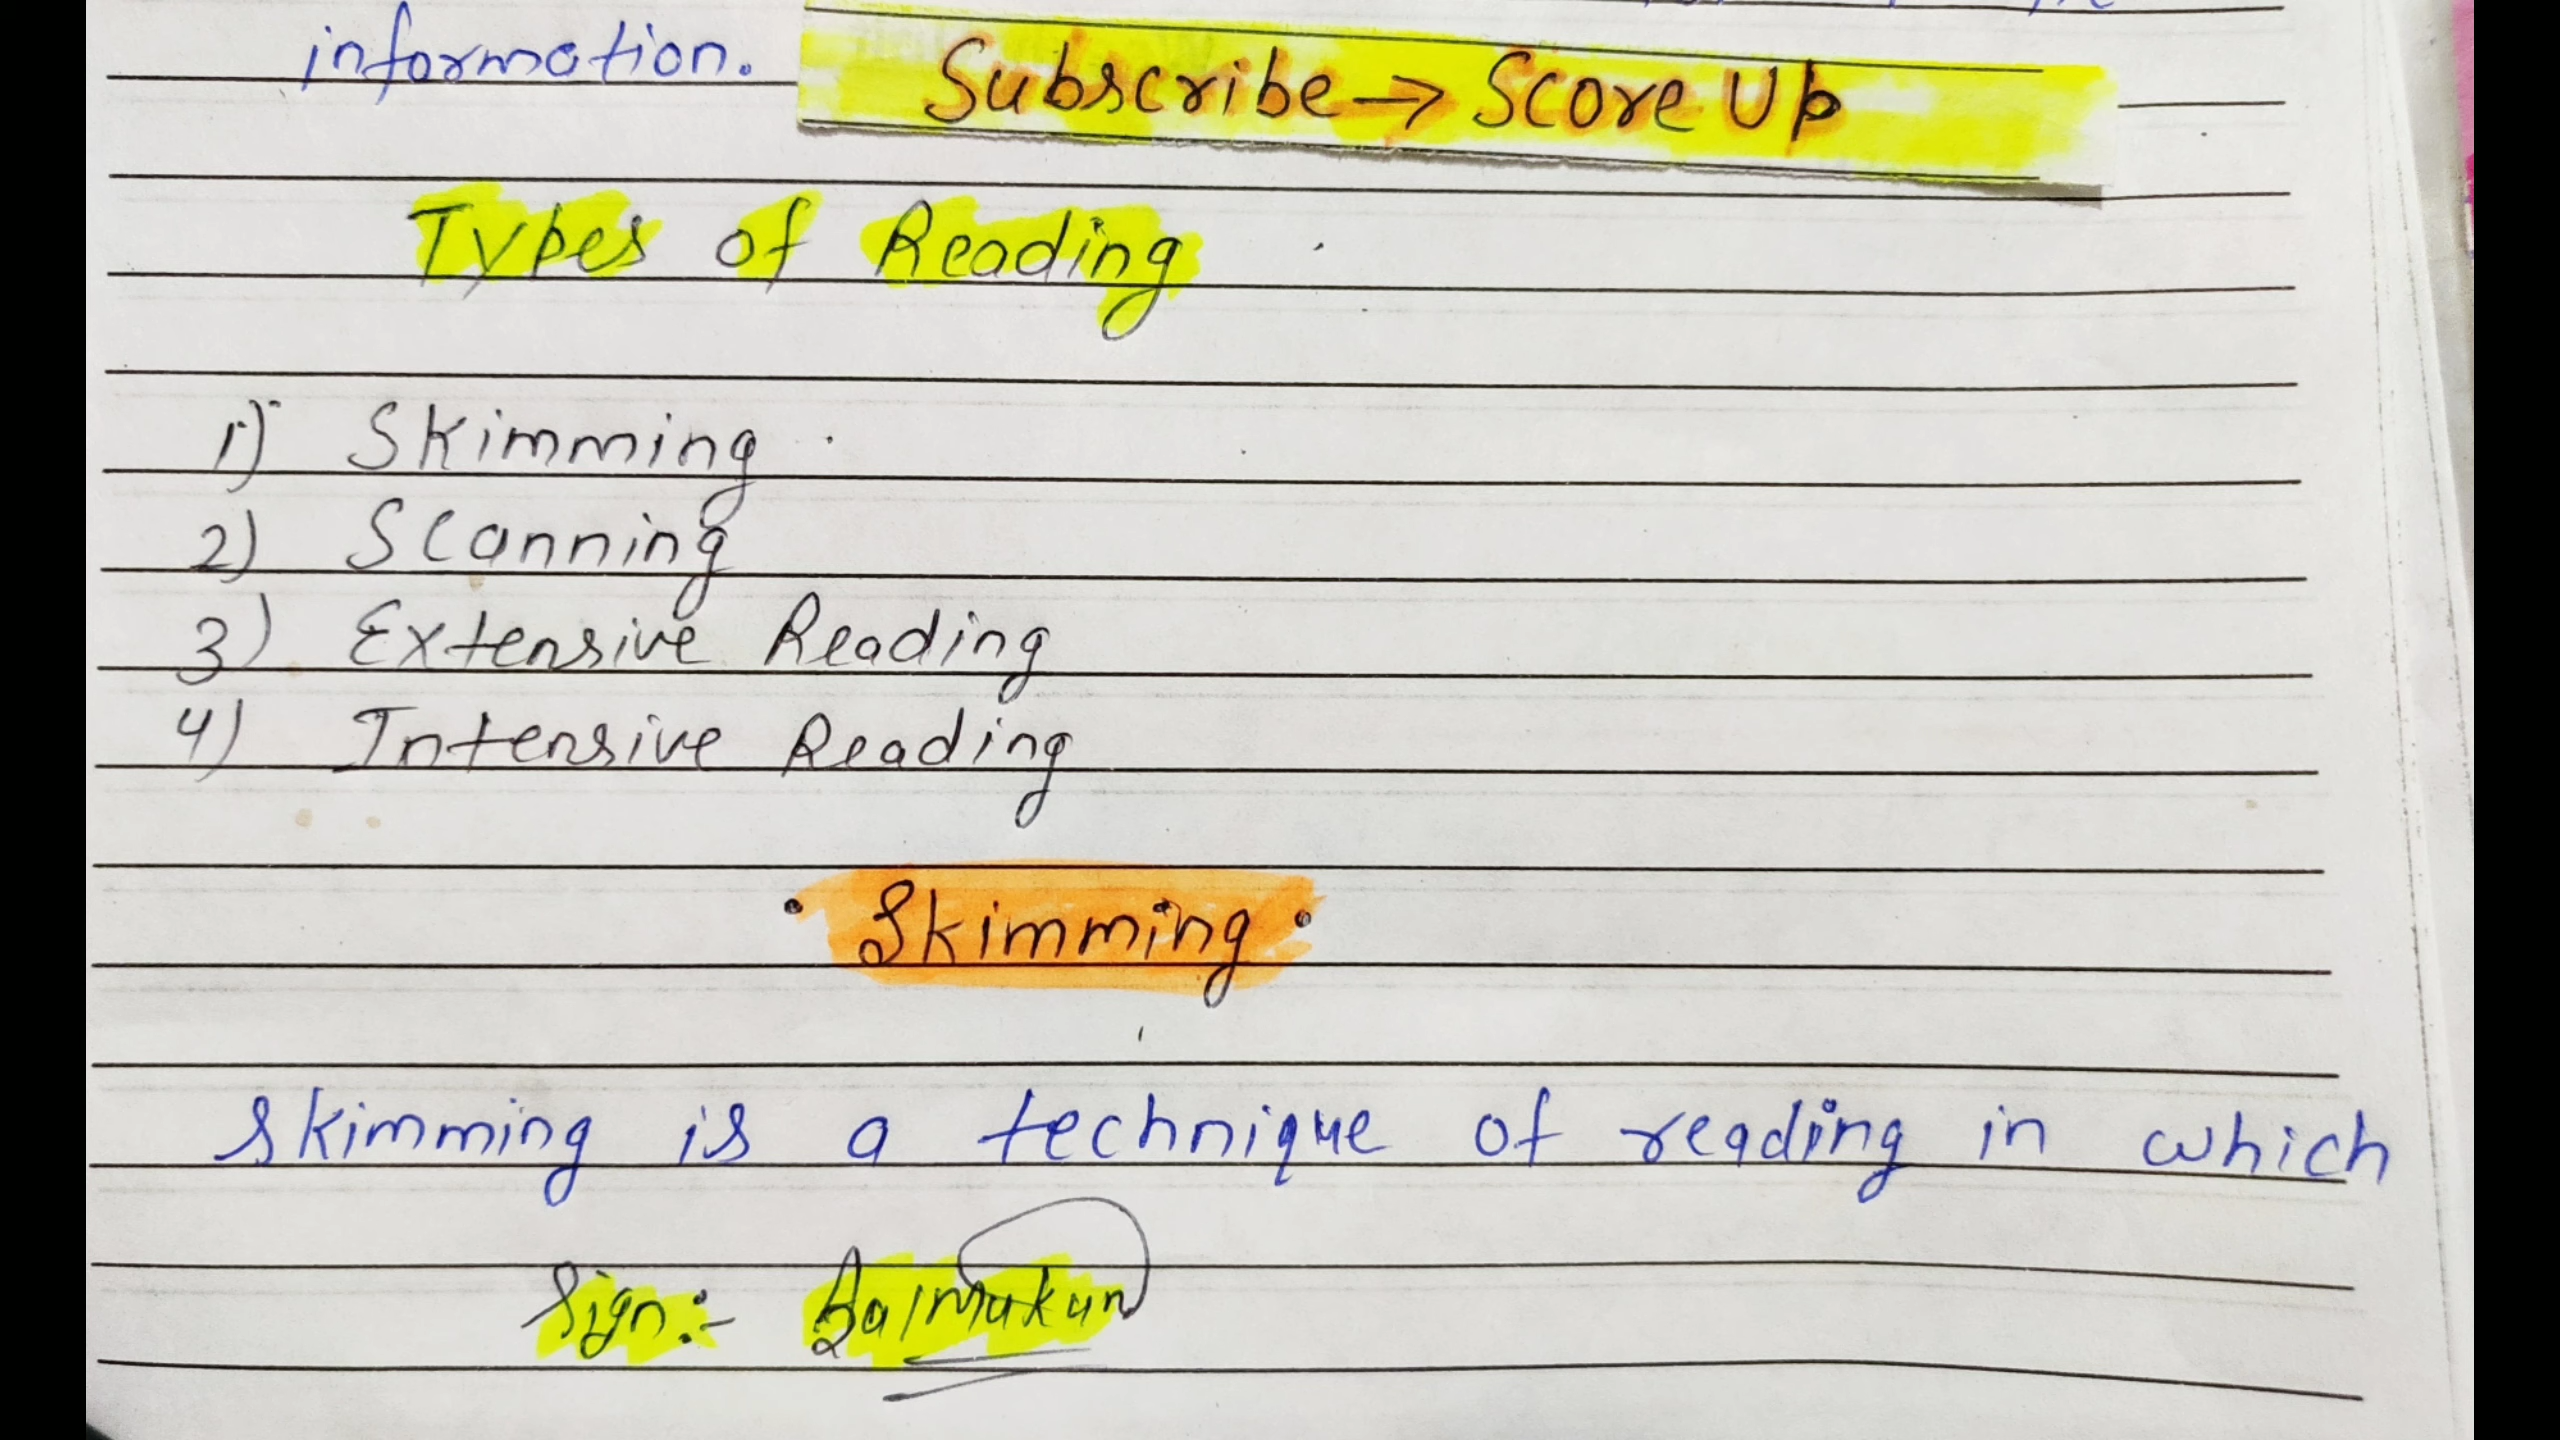 information.
Subscribe → Score Up
Types of Reading
1) Skimming
2) Scanning
3) Extensive Reading
4) Intensive Reading
• Skimming •
skimming is a technique of reading in which
Sign:- Balmukun